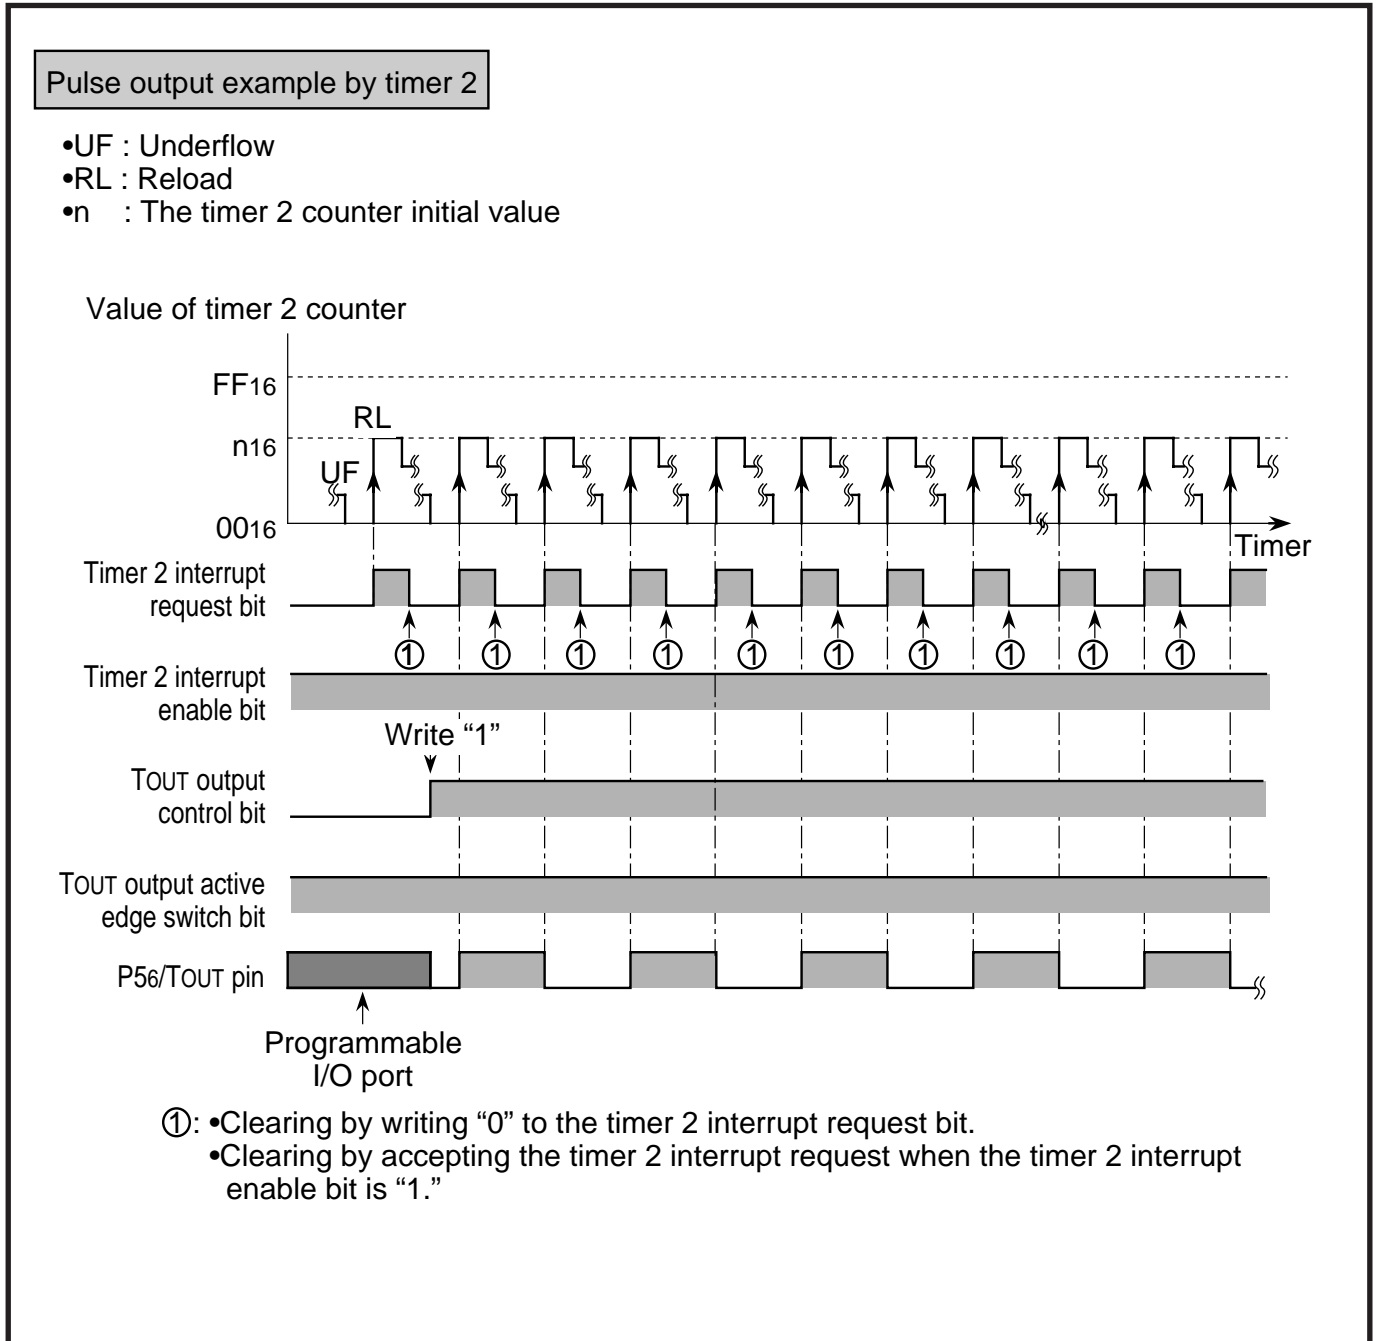 Pulse output example by timer 2
•UF : Underflow
•RL : Reload
•n : The timer 2 counter initial value
Value of timer 2 counter
FF16
RL
n16
UF
0016
Timer
Timer 2 interrupt
request bit
① ① ① ① ① ① ① ① ① ①
Timer 2 interrupt
enable bit
Write “1”
TOUT output
control bit
TOUT output active
edge switch bit
P56/TOUT pin
Programmable
I/O port
①: •Clearing by writing “0” to the timer 2 interrupt request bit.
•Clearing by accepting the timer 2 interrupt request when the timer 2 interrupt
enable bit is “1.”